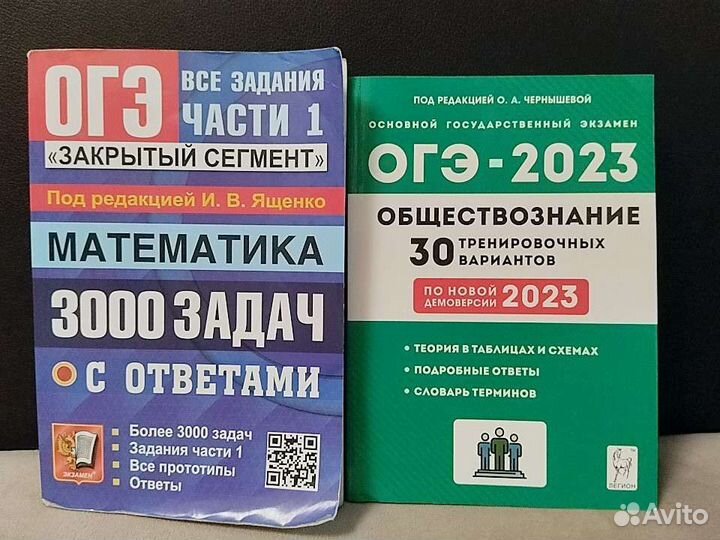 ОГЭ
ВСЕ ЗАДАНИЯ
ЧАСТИ 1
«ЗАКРЫТЫЙ СЕГМЕНТ»
Под редакцией И. В. Ященко
МАТЕМАТИКА
3000 ЗАДАЧ
С ОТВЕТАМИ
Более 3000 задач
Задания части 1
Все прототипы
Ответы
ЭКЗАМЕН
ПОД РЕДАКЦИЕЙ О. А. ЧЕРНЫШЕВОЙ
ОСНОВНОЙ ГОСУДАРСТВЕННЫЙ ЭКЗАМЕН
ОГЭ-2023
ОБЩЕСТВОЗНАНИЕ
30 ТРЕНИРОВОЧНЫХ
ВАРИАНТОВ
ПО НОВОЙ
ДЕМОВЕРСИИ 2023
• ТЕОРИЯ В ТАБЛИЦАХ И СХЕМАХ
• ПОДРОБНЫЕ ОТВЕТЫ
• СЛОВАРЬ ТЕРМИНОВ
ЛЕГИОН
Avito